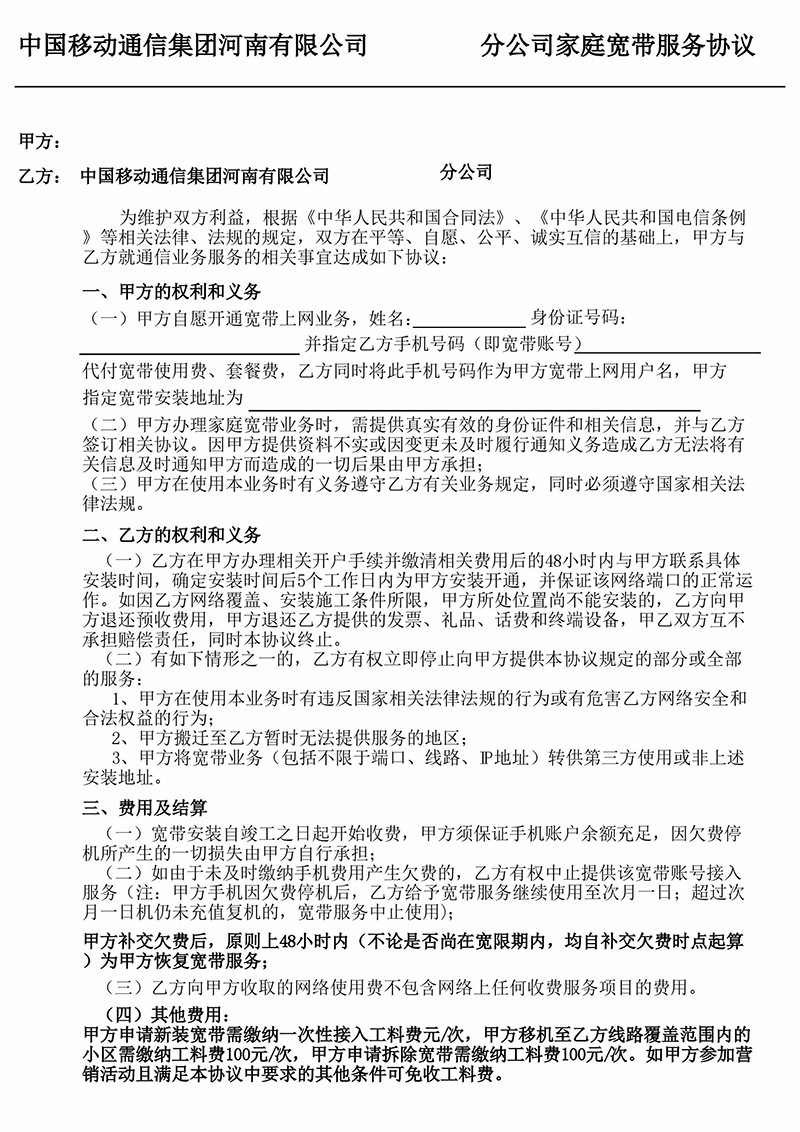 中国移动通信集团河南有限公司 分公司家庭宽带服务协议
甲方：
乙方： 中国移动通信集团河南有限公司 分公司
为维护双方利益，根据《中华人民共和国合同法》、《中华人民共和国电信条例
》等相关法律、法规的规定，双方在平等、自愿、公平、诚实互信的基础上，甲方与
乙方就通信业务服务的相关事宜达成如下协议：
一、甲方的权利和义务
（一）甲方自愿开通宽带上网业务，姓名： 身份证号码：
并指定乙方手机号码（即宽带账号）
代付宽带使用费、套餐费，乙方同时将此手机号码作为甲方宽带上网用户名，甲方
指定宽带安装地址为
（二）甲方办理家庭宽带业务时，需提供真实有效的身份证件和相关信息，并与乙方
签订相关协议。因甲方提供资料不实或因变更未及时履行通知义务造成乙方无法将有
关信息及时通知甲方而造成的一切后果由甲方承担；
（三）甲方在使用本业务时有义务遵守乙方有关业务规定，同时必须遵守国家相关法
律法规。
二、乙方的权利和义务
（一）乙方在甲方办理相关开户手续并缴清相关费用后的48小时内与甲方联系具体
安装时间，确定安装时间后5个工作日内为甲方安装开通，并保证该网络端口的正常运
作。如因乙方网络覆盖、安装施工条件所限，甲方所处位置尚不能安装的，乙方向甲
方退还预收费用，甲方退还乙方提供的发票、礼品、话费和终端设备，甲乙双方互不
承担赔偿责任，同时本协议终止。
（二）有如下情形之一的，乙方有权立即停止向甲方提供本协议规定的部分或全部
的服务：
1、甲方在使用本业务时有违反国家相关法律法规的行为或有危害乙方网络安全和
合法权益的行为；
2、甲方搬迁至乙方暂时无法提供服务的地区；
3、甲方将宽带业务（包括不限于端口、线路、IP地址）转供第三方使用或非上述
安装地址。
三、费用及结算
（一）宽带安装自竣工之日起开始收费，甲方须保证手机账户余额充足，因欠费停
机所产生的一切损失由甲方自行承担；
（二）如由于未及时缴纳手机费用产生欠费的，乙方有权中止提供该宽带账号接入
服务（注：甲方手机因欠费停机后，乙方给予宽带服务继续使用至次月一日；超过次
月一日机仍未充值复机的，宽带服务中止使用）；
甲方补交欠费后，原则上48小时内（不论是否尚在宽限期内，均自补交欠费时点起算
）为甲方恢复宽带服务；
（三）乙方向甲方收取的网络使用费不包含网络上任何收费服务项目的费用。
（四）其他费用：
甲方申请新装宽带需缴纳一次性接入工料费元/次，甲方移机至乙方线路覆盖范围内的
小区需缴纳工料费100元/次，甲方申请拆除宽带需缴纳工料费100元/次。如甲方参加营
销活动且满足本协议中要求的其他条件可免收工料费。